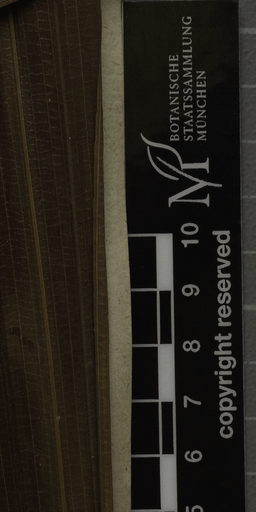 BOTANISCHE
STAATSSAMMLUNG
MÜNCHEN
M
10
9
8
7
6
5
copyright reserved